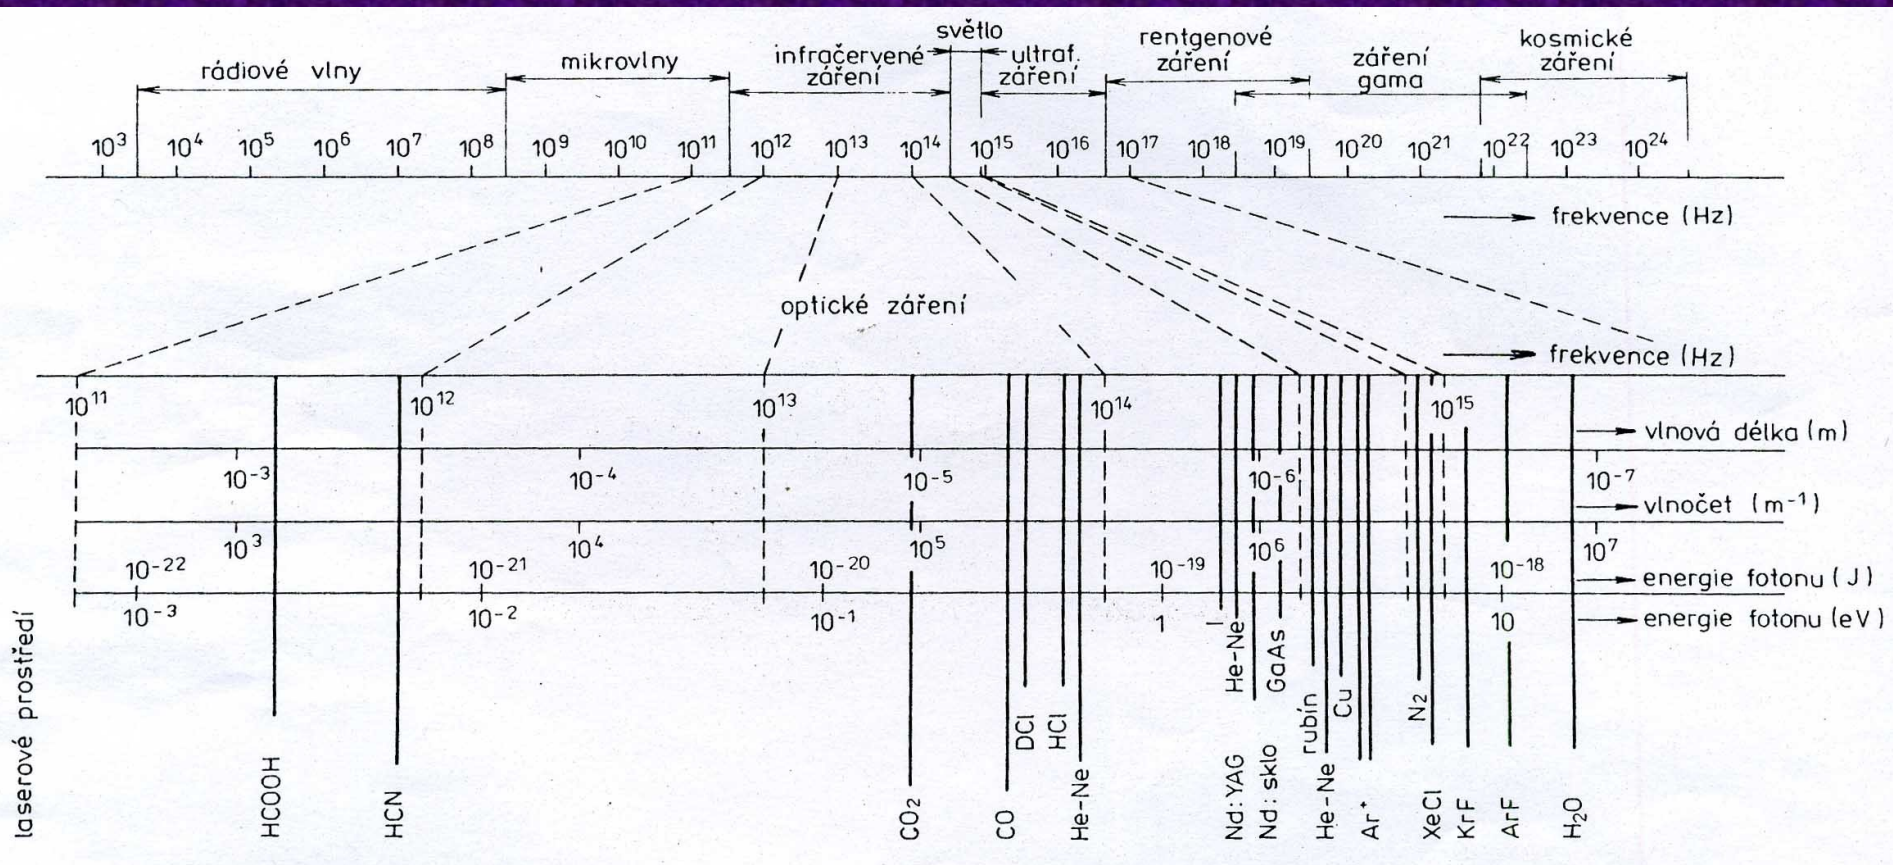 světlo
rádiové vlny
mikrovlny
infračervené
záření
ultraf.
záření
rentgenové
záření
záření
gama
kosmické
záření
10³ 10⁴ 10⁵ 10⁶ 10⁷ 10⁸ 10⁹ 10¹⁰ 10¹¹ 10¹² 10¹³ 10¹⁴ 10¹⁵ 10¹⁶ 10¹⁷ 10¹⁸ 10¹⁹ 10²⁰ 10²¹ 10²² 10²³ 10²⁴
frekvence (Hz)
optické záření
frekvence (Hz)
10¹¹ 10¹² 10¹³ 10¹⁴ 10¹⁵
vlnová délka (m)
10⁻³ 10⁻⁴ 10⁻⁵ 10⁻⁶ 10⁻⁷
vlnočet (m⁻¹)
10³ 10⁴ 10⁵ 10⁶ 10⁷
10⁻²² 10⁻²¹ 10⁻²⁰ 10⁻¹⁹ 10⁻¹⁸
energie fotonu (J)
10⁻³ 10⁻² 10⁻¹ 1 10
energie fotonu (eV)
laserové prostředí
HCOOH
HCN
CO₂
CO
DCl
HCl
He-Ne
Nd: YAG
He-Ne
Nd: sklo
GaAs
rubín
He-Ne
Cu
Ar⁺
N₂
XeCl
KrF
ArF
H₂O